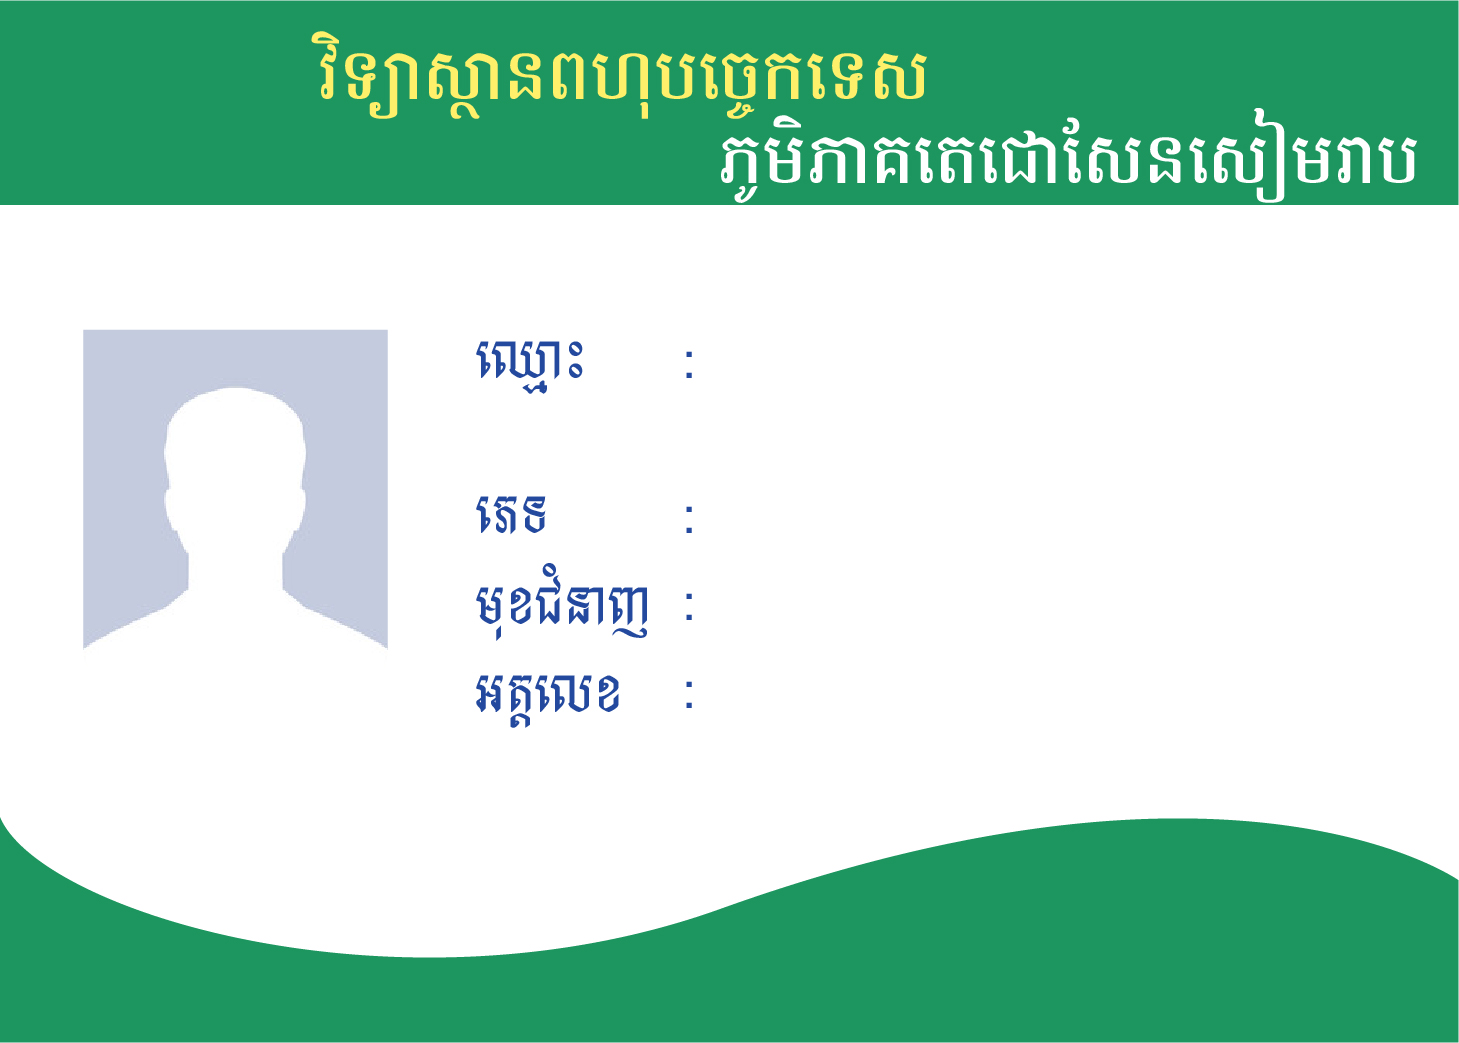 វិទ្យាស្ថានពហុបច្ចេកទេស
ភូមិភាគតេជោសែនសៀមរាប
ឈ្មោះ :
ភេទ :
មុខជំនាញ :
អត្តលេខ :